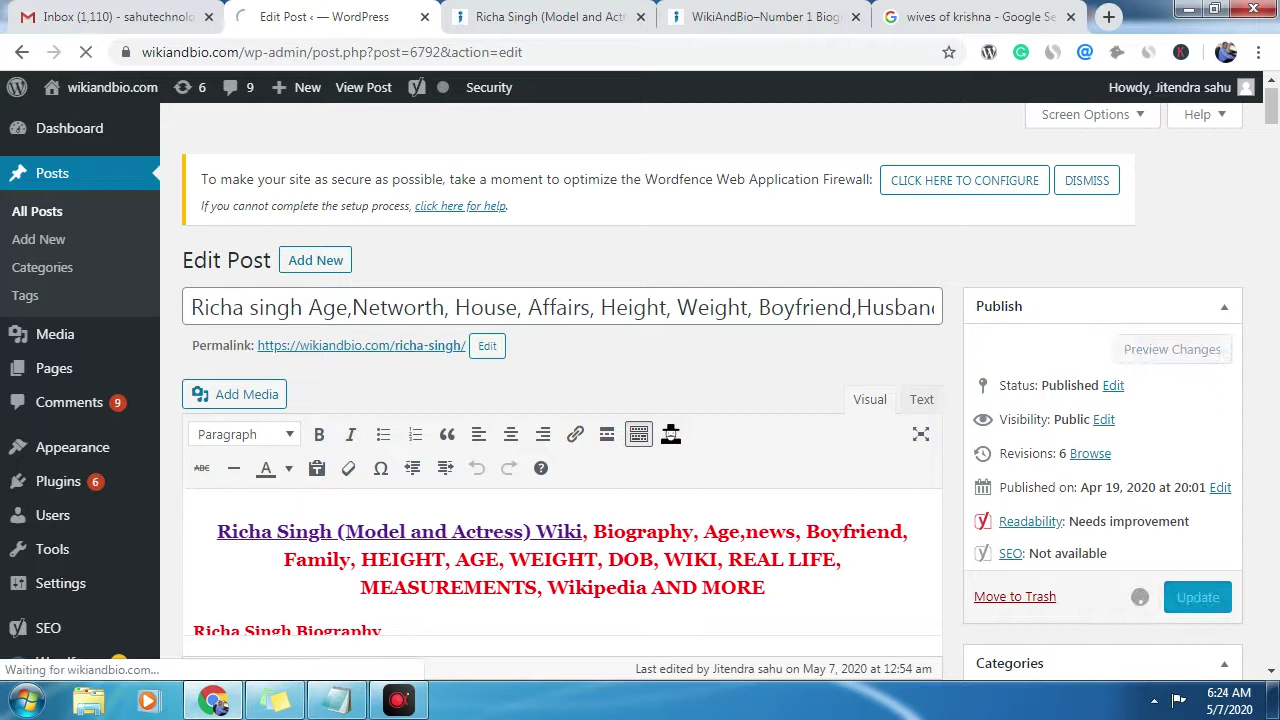 Inbox (1,110) - sahutechnol
Edit Post ‹ — WordPress
Richa Singh (Model and Actr
WikiAndBio–Number 1 Biog
wives of krishna - Google Se
wikiandbio.com/wp-admin/post.php?post=6792&action=edit
wikiandbio.com
6
9
New
View Post
Security
Howdy, Jitendra sahu
Screen Options
Help
Dashboard
Posts
All Posts
Add New
Categories
Tags
Media
Pages
Comments 9
Appearance
Plugins 6
Users
Tools
Settings
SEO
To make your site as secure as possible, take a moment to optimize the Wordfence Web Application Firewall:
CLICK HERE TO CONFIGURE
DISMISS
If you cannot complete the setup process, click here for help.
Edit Post
Add New
Richa singh Age,Networth, House, Affairs, Height, Weight, Boyfriend,Husband
Permalink: https://wikiandbio.com/richa-singh/ Edit
Add Media
Visual
Text
Paragraph
B I
ABC
A
Richa Singh (Model and Actress) Wiki, Biography, Age,news, Boyfriend,
Family, HEIGHT, AGE, WEIGHT, DOB, WIKI, REAL LIFE,
MEASUREMENTS, Wikipedia AND MORE
Richa Singh Biography
Last edited by Jitendra sahu on May 7, 2020 at 12:54 am
Publish
Preview Changes
Status: Published Edit
Visibility: Public Edit
Revisions: 6 Browse
Published on: Apr 19, 2020 at 20:01 Edit
Readability: Needs improvement
SEO: Not available
Move to Trash
Update
Categories
Waiting for wikiandbio.com...
6:24 AM
5/7/2020